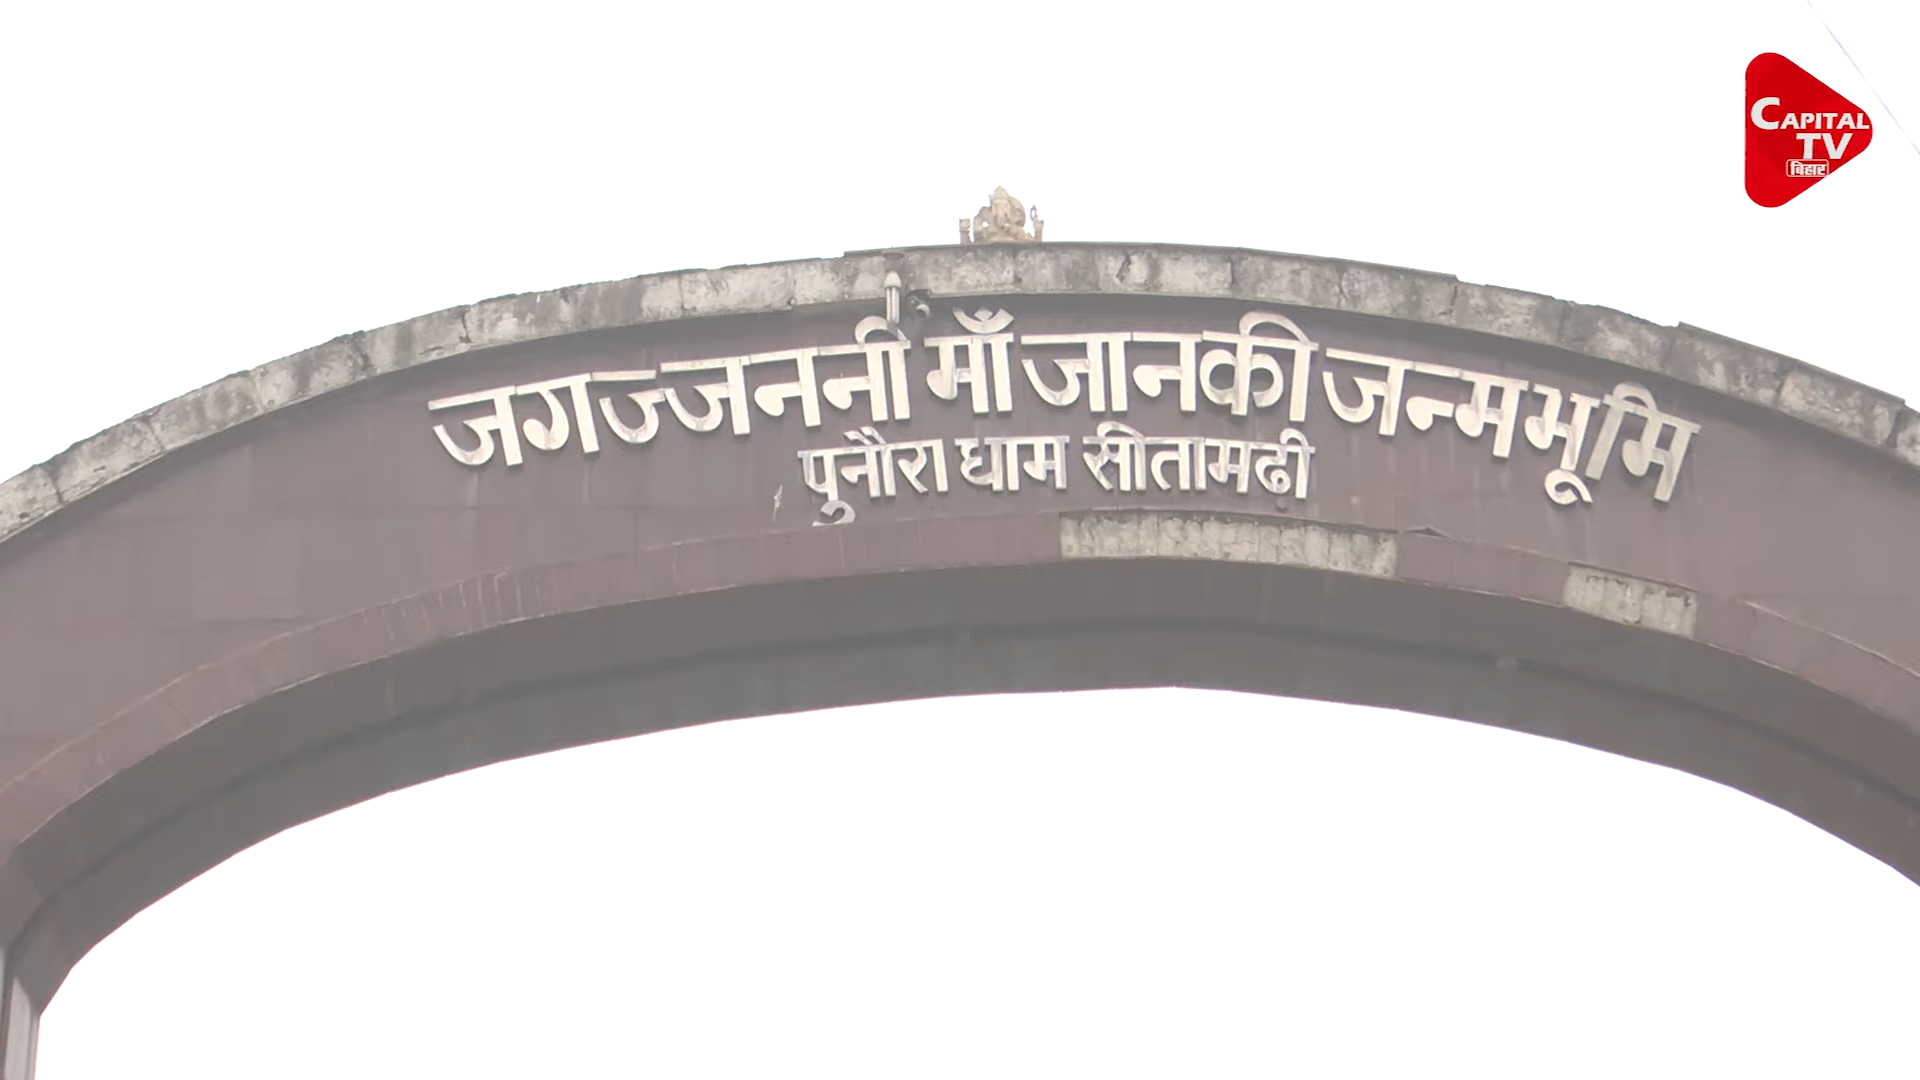 जगज्जननी माँ जानकी जन्मभूमि
पुनौरा धाम सीतामढ़ी
CAPITAL
TV
बिहार